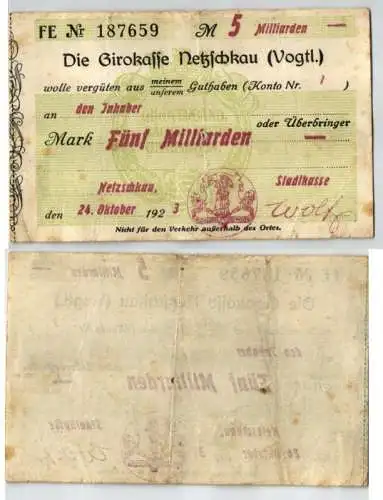 FE Nr 187659 M 5 Milliarden —
Die Girokasse Netzschkau (Vogtl.)
wolle vergüten aus meinem
unserem Guthaben (Konto Nr. 1 )
an den Inhaber oder Überbringer
Mark Fünf Milliarden —
Netzschkau, Stadtkasse
den 24. Oktober 1923 Wolf
Nicht für den Verkehr außerhalb des Ortes.